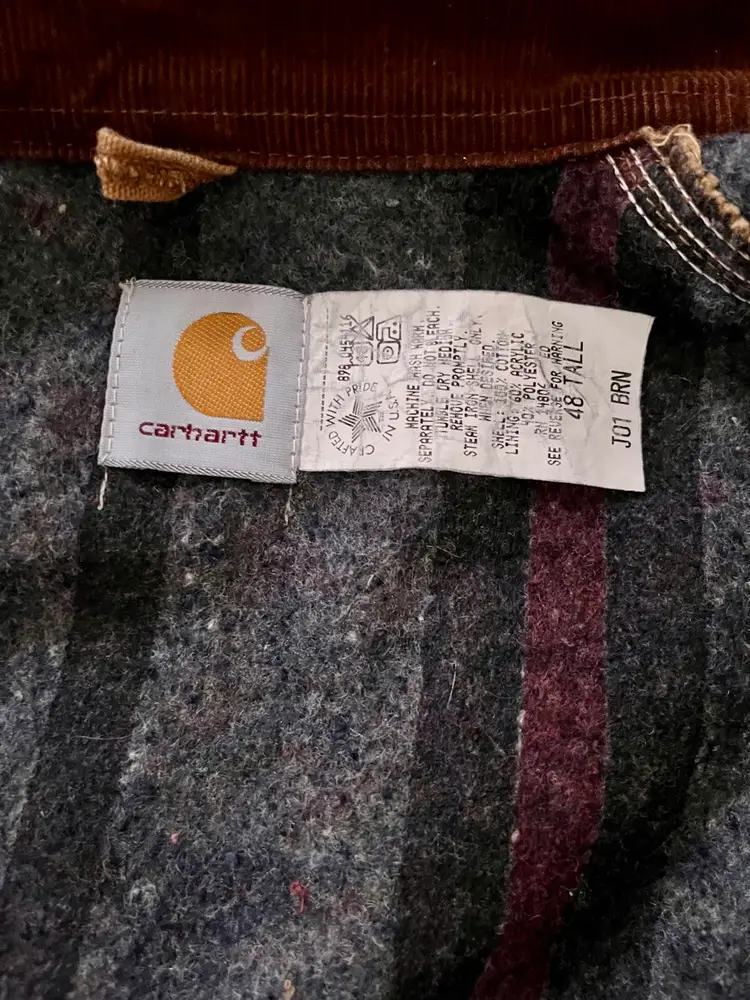 carhartt
CRAFTED WITH PRIDE
IN U.S.A.
MACHINE WASH WARM.
SEPARATELY. DO NOT BLEACH.
TUMBLE DRY MEDIUM.
REMOVE PROMPTLY.
STEAM IRON SHELL ONLY,
WHEN DESIRED.
SHELL: 100% COTTON
LINING: 60% ACRYLIC
40% POLYESTER
SEE REVERSE FOR WARNING
48 TALL
J01 BRN